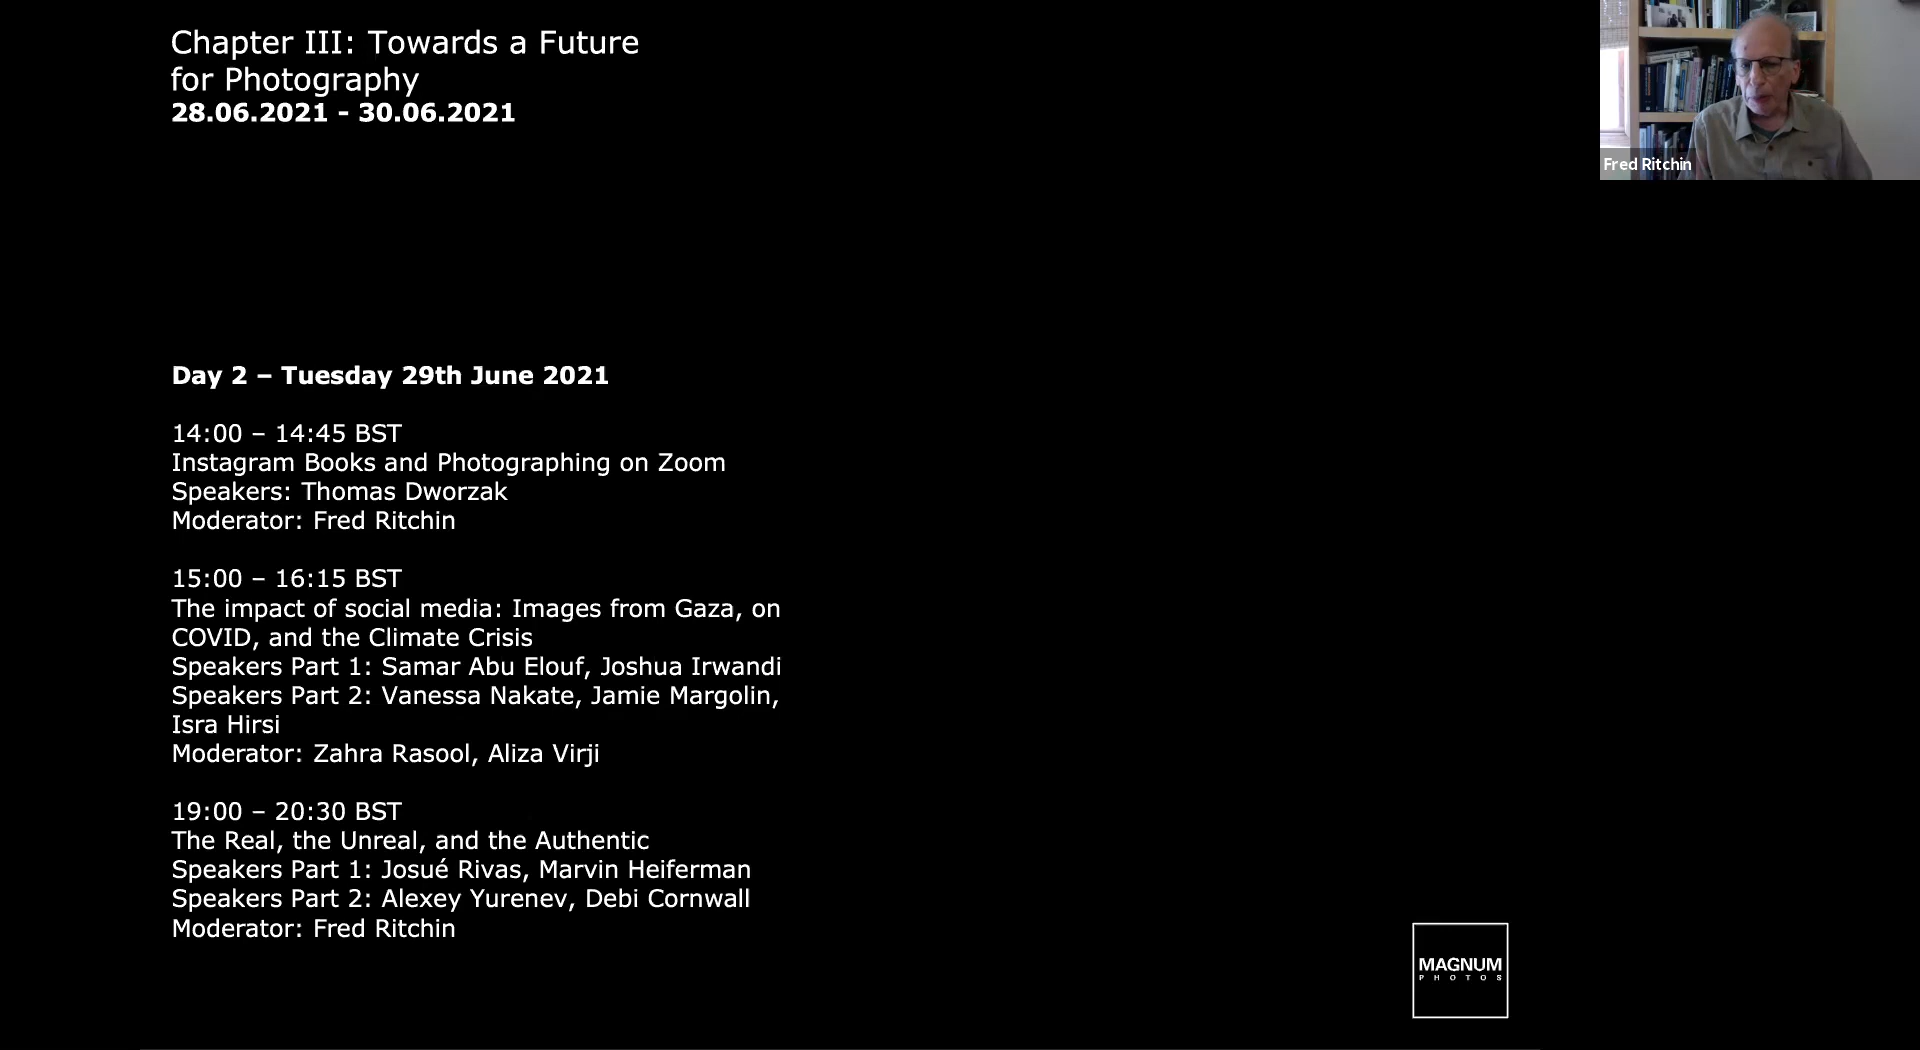 Chapter III: Towards a Future
for Photography
28.06.2021 - 30.06.2021
Fred Ritchin
Day 2 – Tuesday 29th June 2021
14:00 – 14:45 BST
Instagram Books and Photographing on Zoom
Speakers: Thomas Dworzak
Moderator: Fred Ritchin
15:00 – 16:15 BST
The impact of social media: Images from Gaza, on
COVID, and the Climate Crisis
Speakers Part 1: Samar Abu Elouf, Joshua Irwandi
Speakers Part 2: Vanessa Nakate, Jamie Margolin,
Isra Hirsi
Moderator: Zahra Rasool, Aliza Virji
19:00 – 20:30 BST
The Real, the Unreal, and the Authentic
Speakers Part 1: Josué Rivas, Marvin Heiferman
Speakers Part 2: Alexey Yurenev, Debi Cornwall
Moderator: Fred Ritchin
MAGNUM
PHOTOS